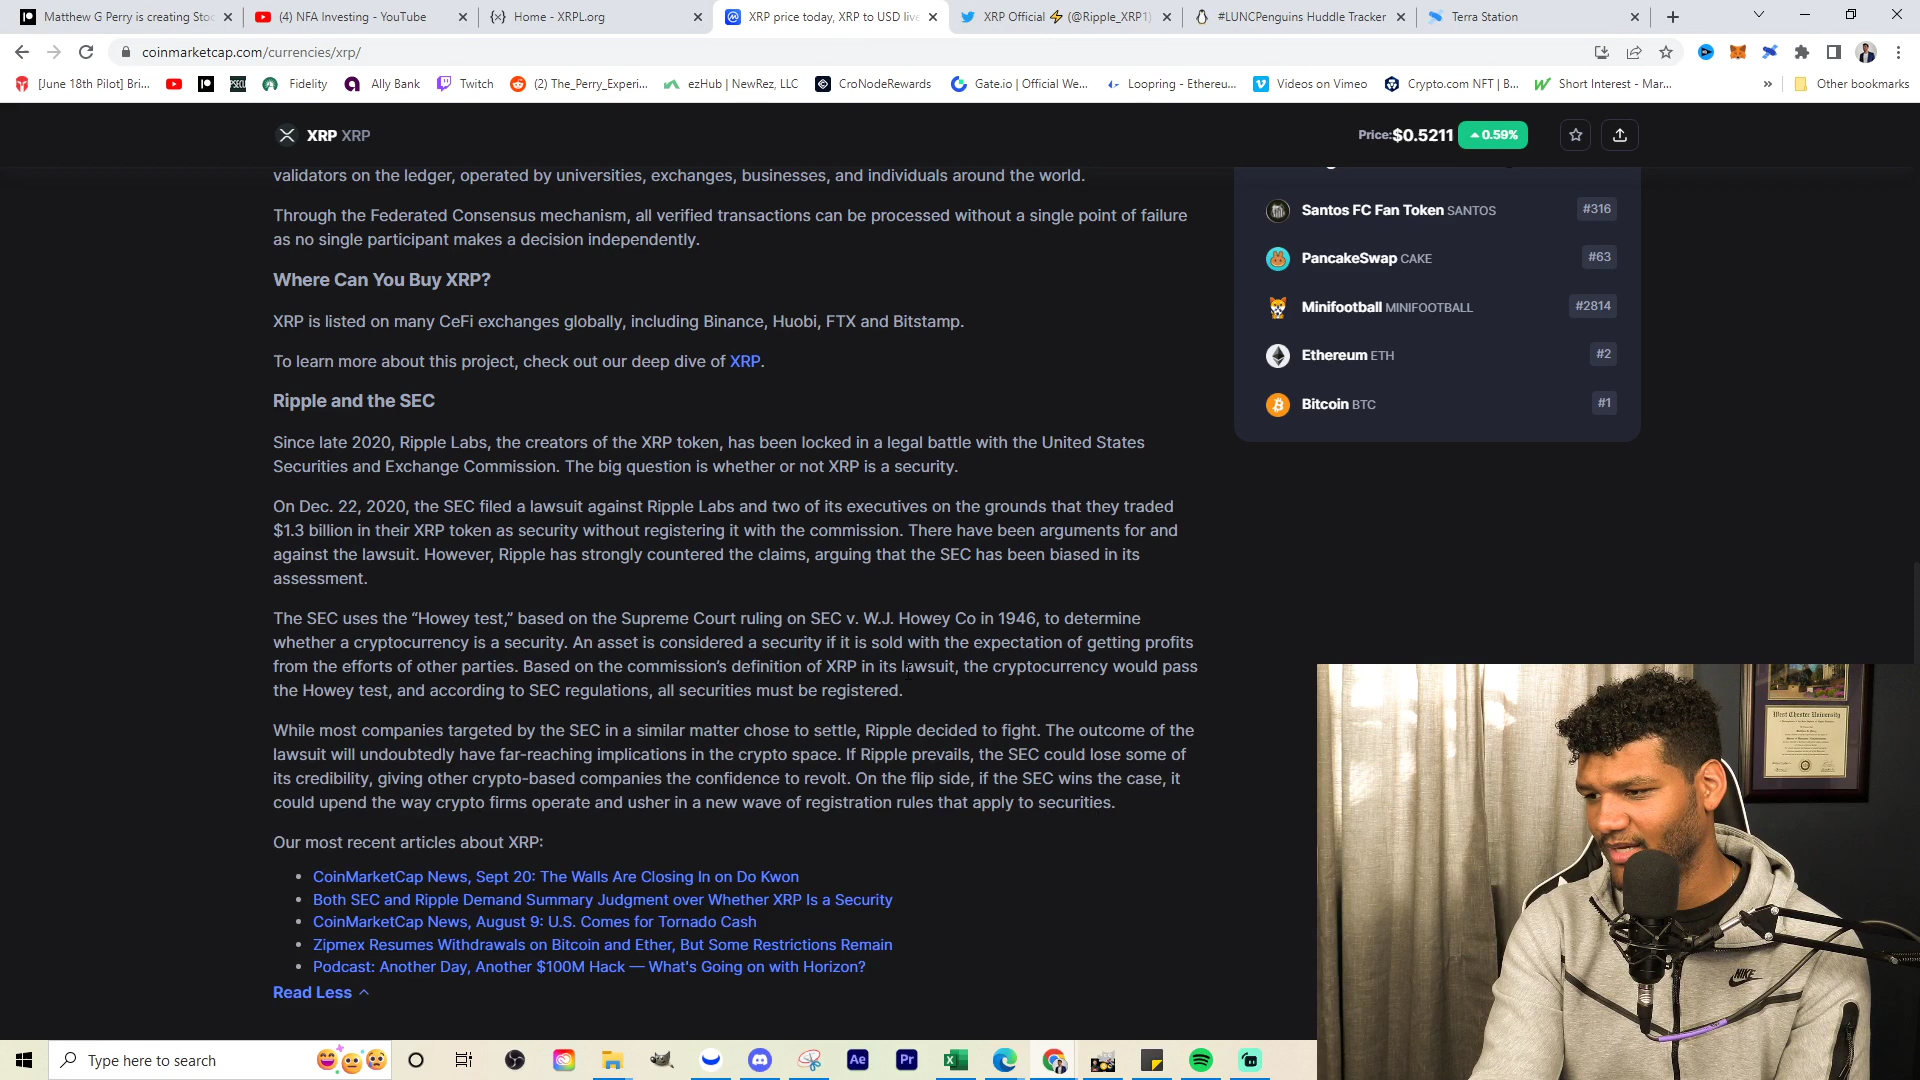 Matthew G Perry is creating Stoc
(4) NFA Investing - YouTube
Home - XRPL.org
XRP price today, XRP to USD live
XRP Official ⚡ (@Ripple_XRP1)
#LUNCPenguins Huddle Tracker
Terra Station
coinmarketcap.com/currencies/xrp/
[June 18th Pilot] Bri...
Fidelity
Ally Bank
Twitch
(2) The_Perry_Experi...
ezHub | NewRez, LLC
CroNodeRewards
Gate.io | Official We...
Loopring - Ethereu...
Videos on Vimeo
Crypto.com NFT | B...
Short Interest - Mar...
»
Other bookmarks
XRP XRP
Price:$0.5211
0.59%
validators on the ledger, operated by universities, exchanges, businesses, and individuals around the world.
Through the Federated Consensus mechanism, all verified transactions can be processed without a single point of failure
as no single participant makes a decision independently.
Where Can You Buy XRP?
XRP is listed on many CeFi exchanges globally, including Binance, Huobi, FTX and Bitstamp.
To learn more about this project, check out our deep dive of XRP.
Ripple and the SEC
Since late 2020, Ripple Labs, the creators of the XRP token, has been locked in a legal battle with the United States
Securities and Exchange Commission. The big question is whether or not XRP is a security.
On Dec. 22, 2020, the SEC filed a lawsuit against Ripple Labs and two of its executives on the grounds that they traded
$1.3 billion in their XRP token as security without registering it with the commission. There have been arguments for and
against the lawsuit. However, Ripple has strongly countered the claims, arguing that the SEC has been biased in its
assessment.
The SEC uses the “Howey test,” based on the Supreme Court ruling on SEC v. W.J. Howey Co in 1946, to determine
whether a cryptocurrency is a security. An asset is considered a security if it is sold with the expectation of getting profits
from the efforts of other parties. Based on the commission’s definition of XRP in its lawsuit, the cryptocurrency would pass
the Howey test, and according to SEC regulations, all securities must be registered.
While most companies targeted by the SEC in a similar matter chose to settle, Ripple decided to fight. The outcome of the
lawsuit will undoubtedly have far-reaching implications in the crypto space. If Ripple prevails, the SEC could lose some of
its credibility, giving other crypto-based companies the confidence to revolt. On the flip side, if the SEC wins the case, it
could upend the way crypto firms operate and usher in a new wave of registration rules that apply to securities.
Our most recent articles about XRP:
• CoinMarketCap News, Sept 20: The Walls Are Closing In on Do Kwon
• Both SEC and Ripple Demand Summary Judgment over Whether XRP Is a Security
• CoinMarketCap News, August 9: U.S. Comes for Tornado Cash
• Zipmex Resumes Withdrawals on Bitcoin and Ether, But Some Restrictions Remain
• Podcast: Another Day, Another $100M Hack — What's Going on with Horizon?
Read Less
Santos FC Fan Token SANTOS #316
PancakeSwap CAKE #63
Minifootball MINIFOOTBALL #2814
Ethereum ETH #2
Bitcoin BTC #1
West Chester University
NIKE
Type here to search
Ae
Pr